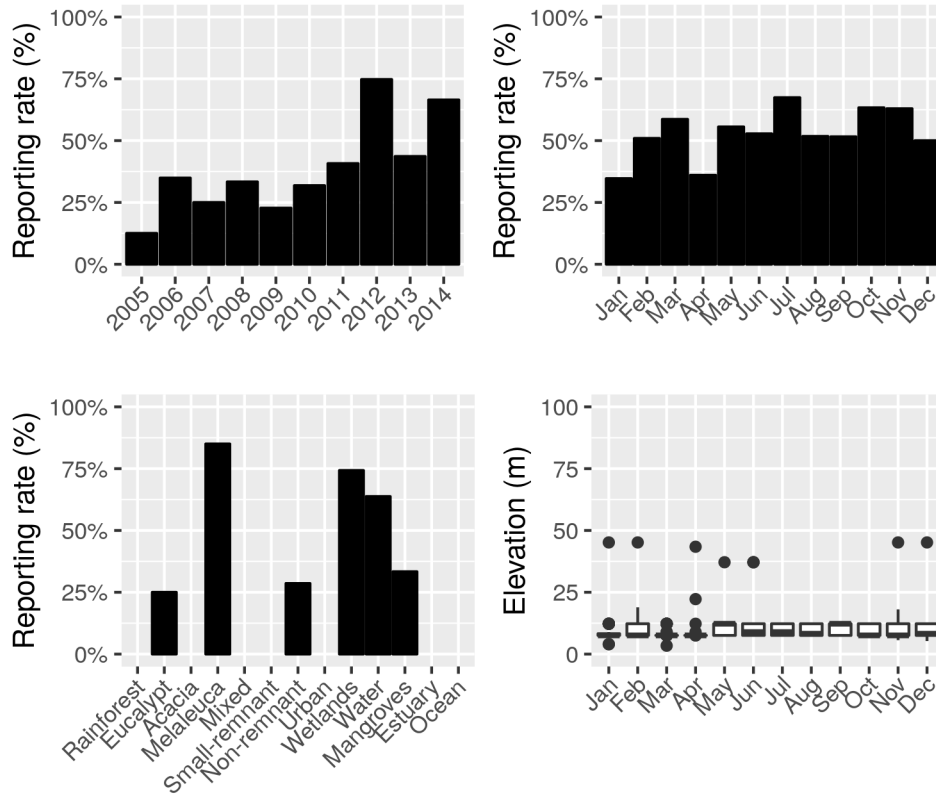 Reporting rate (%)
100%
75%
50%
25%
0%
2005
2006
2007
2008
2009
2010
2011
2012
2013
2014
Reporting rate (%)
100%
75%
50%
25%
0%
Jan
Feb
Mar
Apr
May
Jun
Jul
Aug
Sep
Oct
Nov
Dec
Reporting rate (%)
100%
75%
50%
25%
0%
Rainforest
Eucalypt
Acacia
Melaleuca
Mixed
Small-remnant
Non-remnant
Urban
Wetlands
Water
Mangroves
Estuary
Ocean
Elevation (m)
100
75
50
25
0
Jan
Feb
Mar
Apr
May
Jun
Jul
Aug
Sep
Oct
Nov
Dec